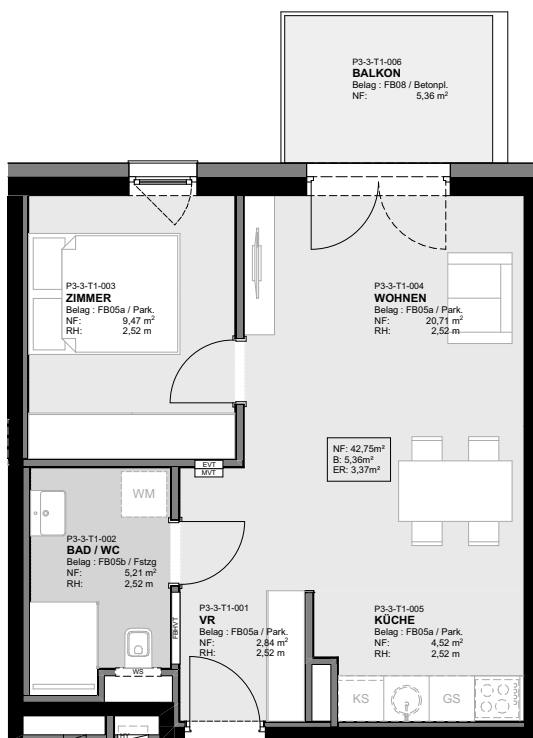 P3-3-T1-006
BALKON
Belag : FB08 / Betonpl.
NF: 5,36 m²
P3-3-T1-003
ZIMMER
Belag : FB05a / Park.
NF: 9,47 m²
RH: 2,52 m
P3-3-T1-004
WOHNEN
Belag : FB05a / Park.
NF: 20,71 m²
RH: 2,52 m
NF: 42,75m²
B: 5,36m²
ER: 3,37m²
EVT
MVT
WM
P3-3-T1-002
BAD / WC
Belag : FB05b / Fstzg
NF: 5,21 m²
RH: 2,52 m
FBHVT
WS
P3-3-T1-001
VR
Belag : FB05a / Park.
NF: 2,84 m²
RH: 2,52 m
P3-3-T1-005
KÜCHE
Belag : FB05a / Park.
NF: 4,52 m²
RH: 2,52 m
KS
GS